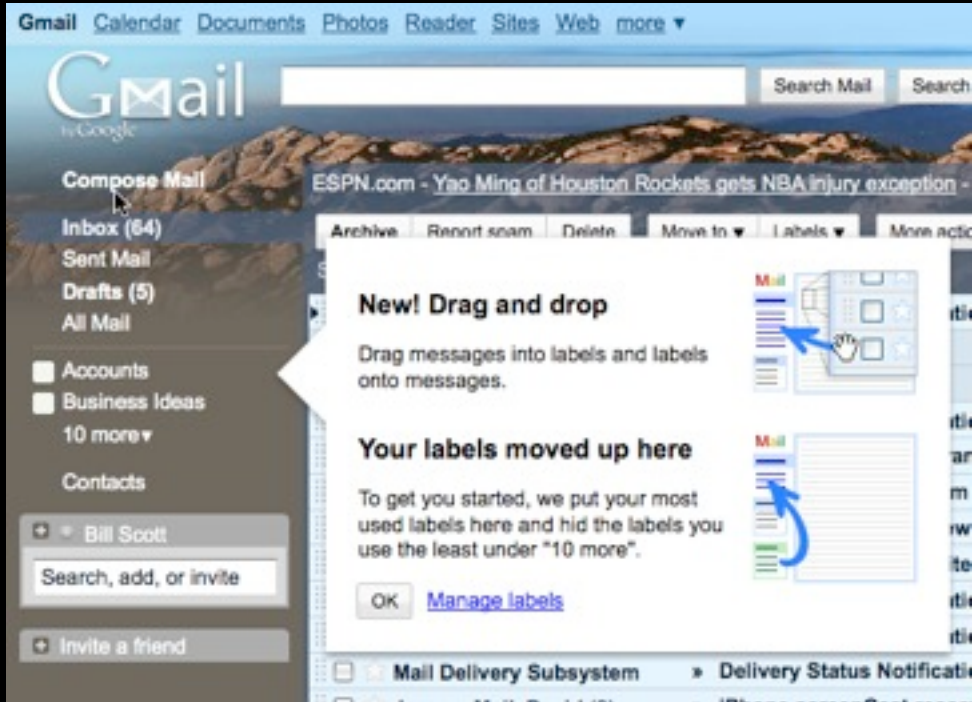 Gmail Calendar Documents Photos Reader Sites Web more ▼
Gmail
by Google
Search Mail
Search
Compose Mail
ESPN.com - Yao Ming of Houston Rockets gets NBA injury exception -
Inbox (64)
Archive Report spam Delete Move to ▼ Labels ▼ More actio
Sent Mail
Drafts (5)
All Mail
New! Drag and drop
Drag messages into labels and labels
onto messages.
Mail
Accounts
Business Ideas
10 more▼
Contacts
Your labels moved up here
To get you started, we put your most
used labels here and hid the labels you
use the least under "10 more".
Mail
OK Manage labels
Bill Scott
Search, add, or invite
Invite a friend
Mail Delivery Subsystem » Delivery Status Notificatio